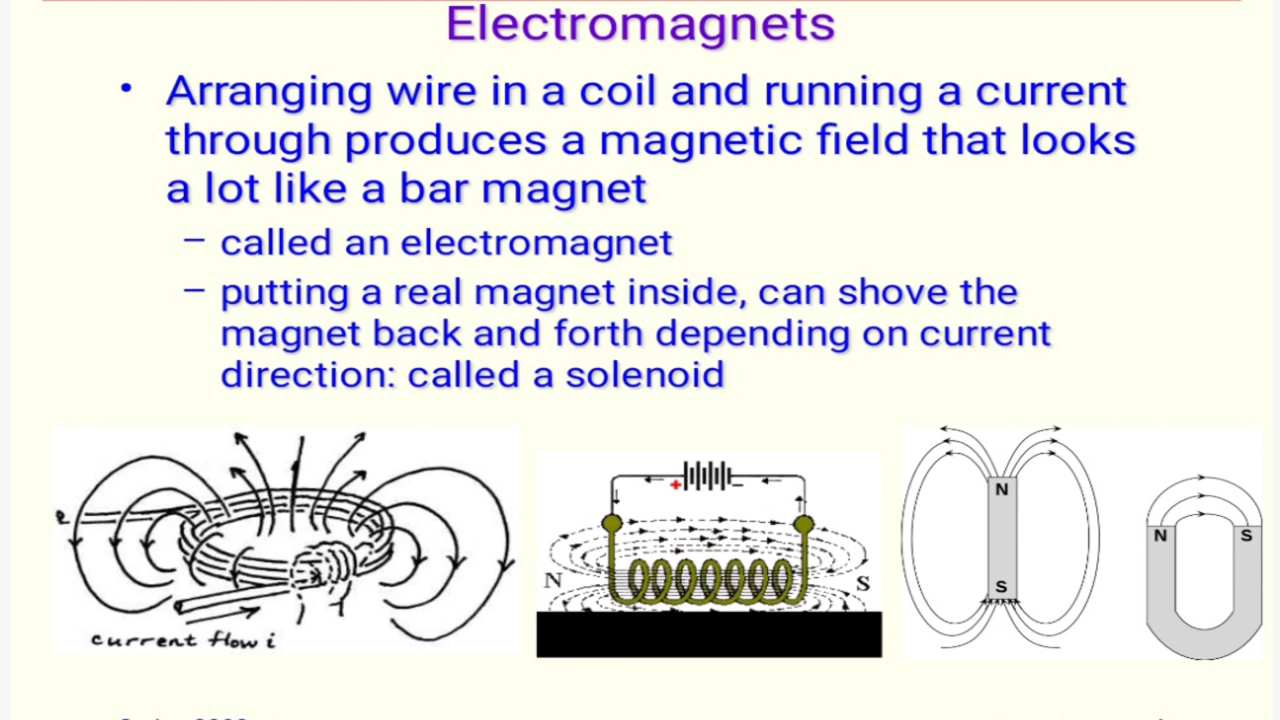 Electromagnets
• Arranging wire in a coil and running a current
through produces a magnetic field that looks
a lot like a bar magnet
– called an electromagnet
– putting a real magnet inside, can shove the
magnet back and forth depending on current
direction: called a solenoid
current flow i
+ –
N S
N
S
N S